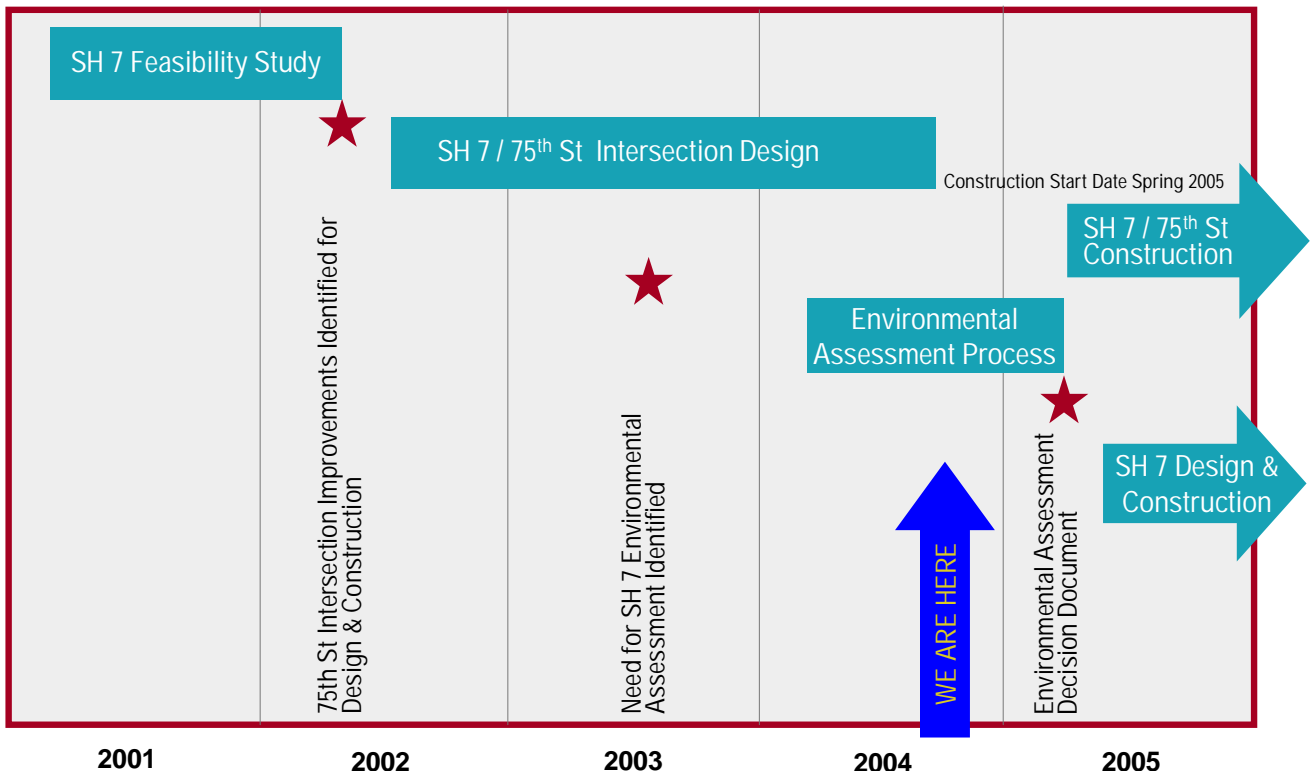 SH 7 Feasibility Study
SH 7 / 75th St Intersection Design
Construction Start Date Spring 2005
SH 7 / 75th St
Construction
Environmental
Assessment Process
SH 7 Design &
Construction
75th St Intersection Improvements Identified for
Design & Construction
Need for SH 7 Environmental
Assessment Identified
WE ARE HERE
Environmental Assessment
Decision Document
2001
2002
2003
2004
2005